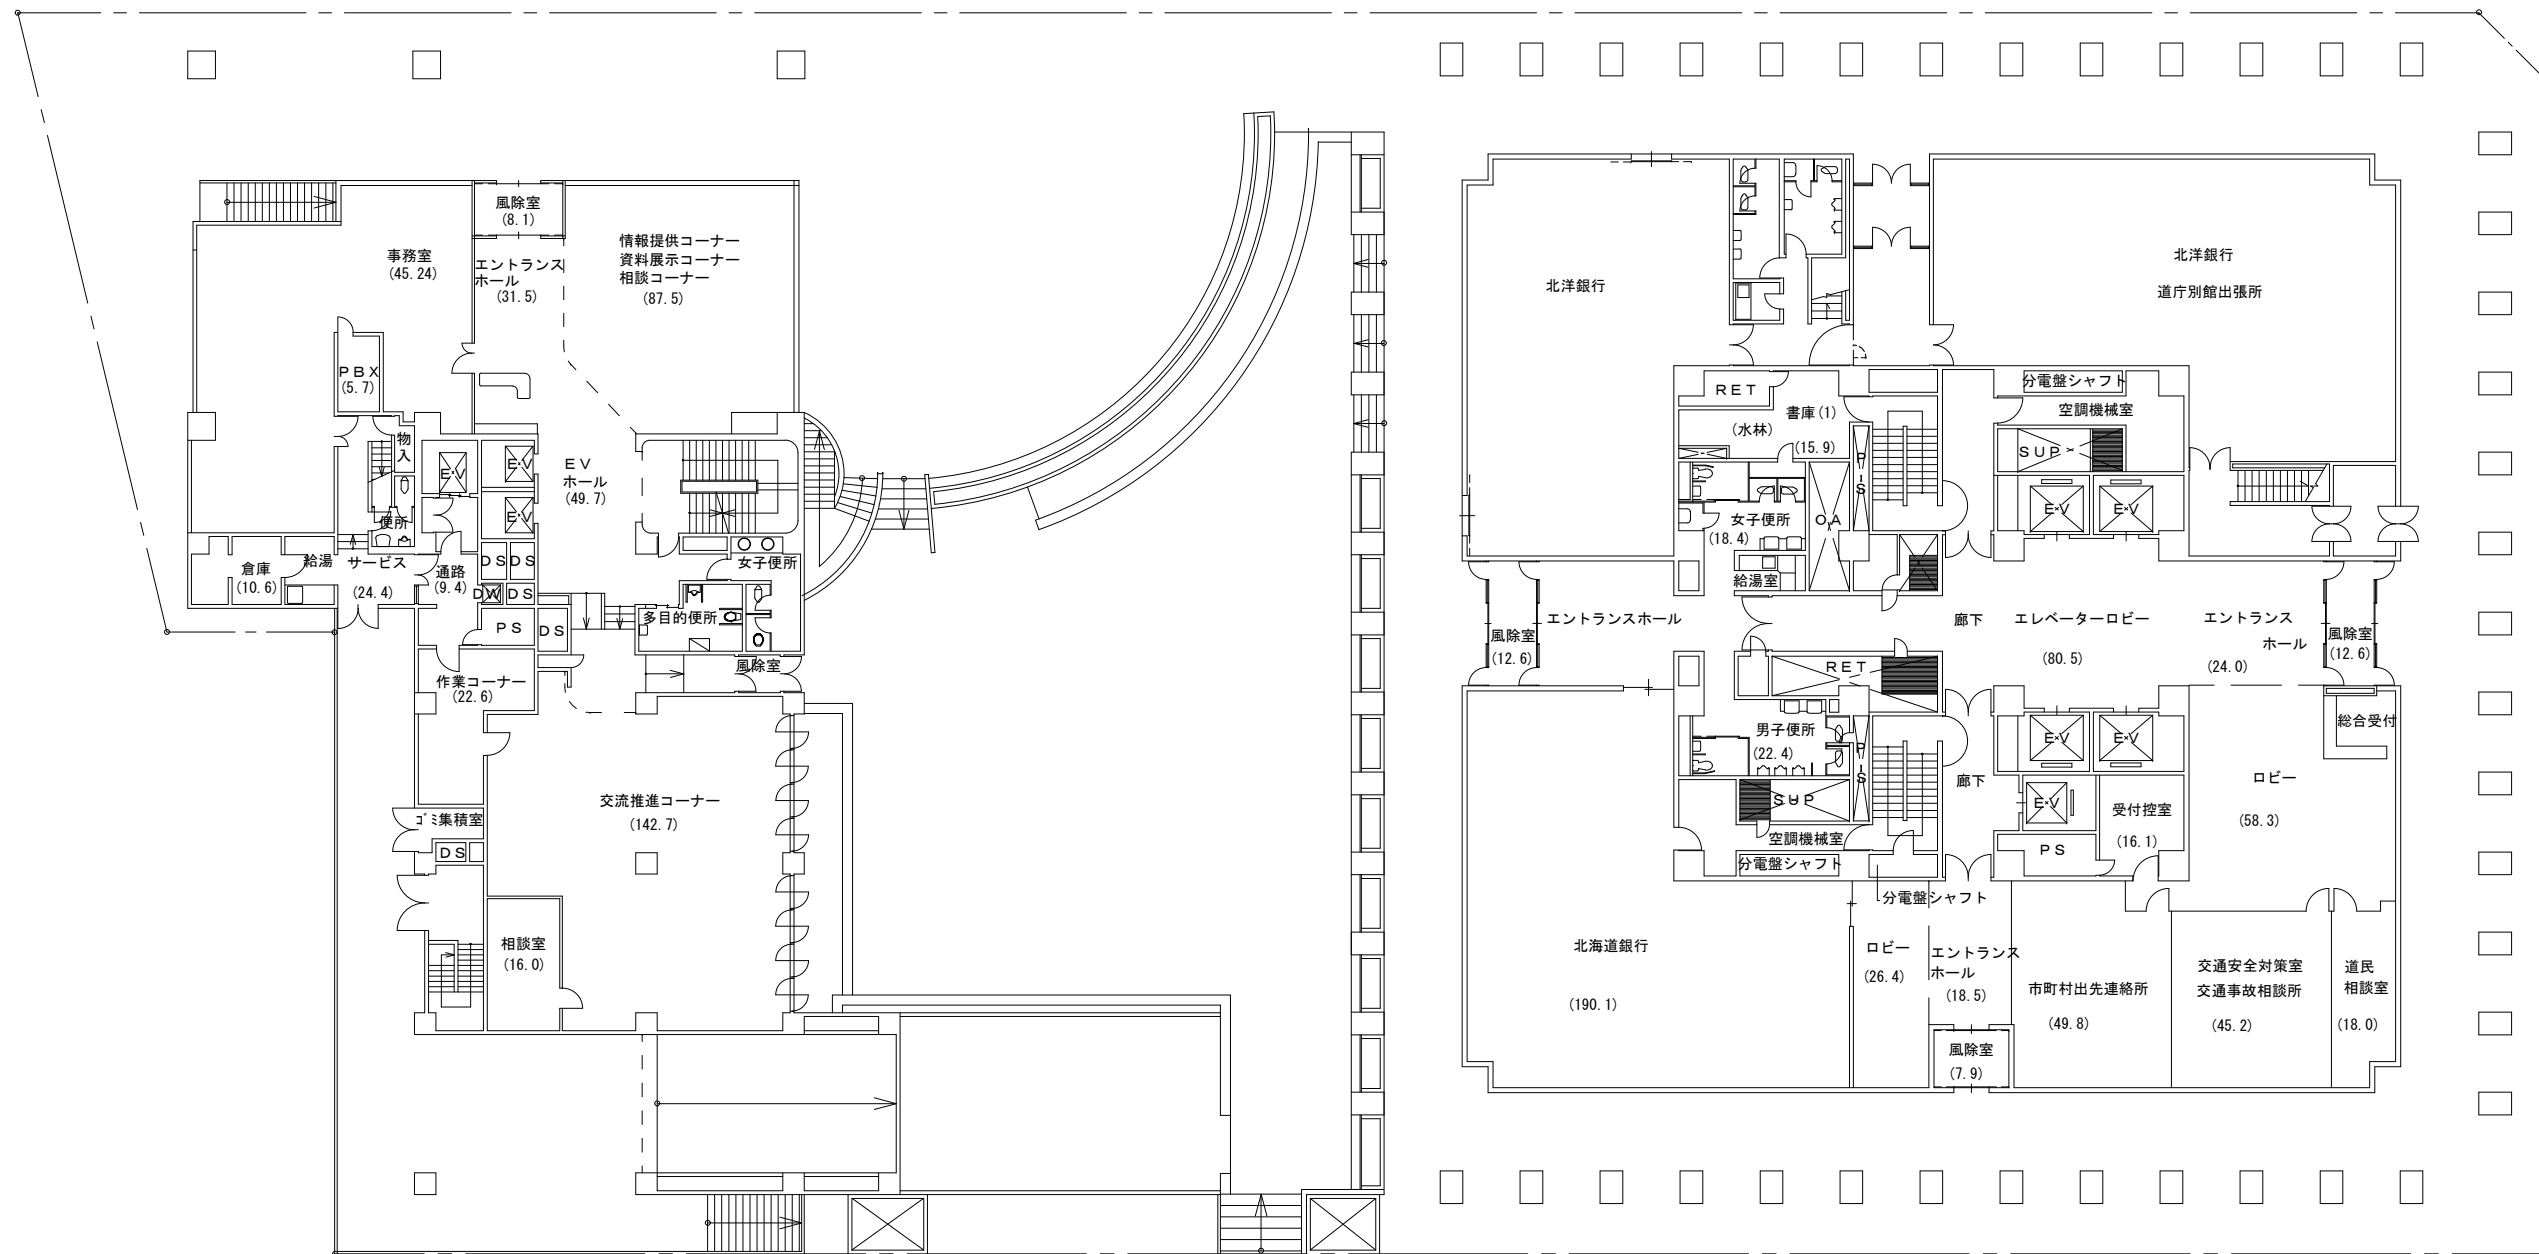 風除室
(8.1)
事務室
(45.24)
エントランス
ホール
(31.5)
情報提供コーナー
資料展示コーナー
相談コーナー
(87.5)
PBX
(5.7)
物
入
EV
EV
EV
EV
ホール
(49.7)
便所
倉庫
(10.6)
給湯
サービス
(24.4)
通路
(9.4)
DS
DS
DW
DS
PS
DS
女子便所
多目的便所
風除室
作業コーナー
(22.6)
交流推進コーナー
(142.7)
ゴミ集積室
DS
相談室
(16.0)
北洋銀行
北洋銀行
道庁別館出張所
RET
書庫(1)
(水林)
(15.9)
PS
OA
女子便所
(18.4)
給湯室
分電盤シャフト
空調機械室
SUP
EV
EV
エントランスホール
風除室
(12.6)
廊下
エレベーターロビー
(80.5)
エントランス
ホール
(24.0)
風除室
(12.6)
RET
男子便所
(22.4)
PS
SUP
空調機械室
分電盤シャフト
分電盤シャフト
EV
EV
廊下
EV
PS
受付控室
(16.1)
総合受付
ロビー
(58.3)
北海道銀行
(190.1)
ロビー
(26.4)
エントランス
ホール
(18.5)
風除室
(7.9)
市町村出先連絡所
(49.8)
交通安全対策室
交通事故相談所
(45.2)
道民
相談室
(18.0)